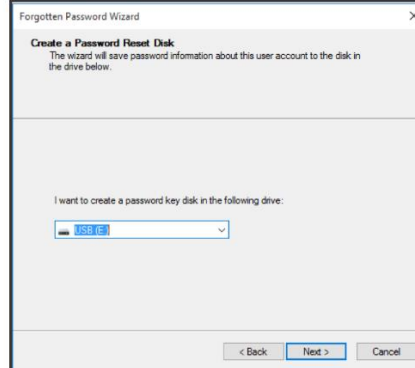 Forgotten Password Wizard
Create a Password Reset Disk
The wizard will save password information about this user account to the disk in
the drive below.
I want to create a password key disk in the following drive:
USB (E:)
< Back Next > Cancel